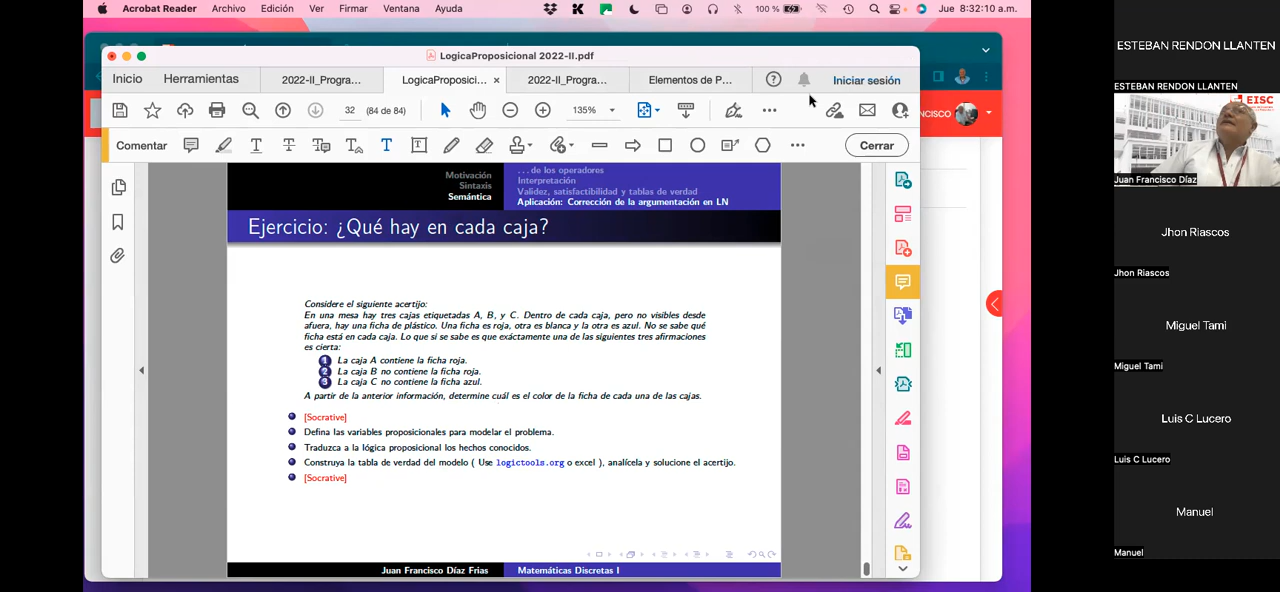 Acrobat Reader Archivo Edición Ver Firmar Ventana Ayuda
100 % Jue 8:32:10 a.m.
LogicaProposicional 2022-II.pdf
Inicio Herramientas 2022-II_Progra... LogicaProposici... × 2022-II_Progra... Elementos de P... Iniciar sesión
32 (84 de 84) 135%
Comentar Cerrar
Motivación
Sintaxis
Semántica
...de los operadores
Interpretación
Validez, satisfactibilidad y tablas de verdad
Aplicación: Corrección de la argumentación en LN
Ejercicio: ¿Qué hay en cada caja?
Considere el siguiente acertijo:
En una mesa hay tres cajas etiquetadas A, B, y C. Dentro de cada caja, pero no visibles desde
afuera, hay una ficha de plástico. Una ficha es roja, otra es blanca y la otra es azul. No se sabe qué
ficha está en cada caja. Lo que si se sabe es que exáctamente una de las siguientes tres afirmaciones
es cierta:
1 La caja A contiene la ficha roja.
2 La caja B no contiene la ficha roja.
3 La caja C no contiene la ficha azul.
A partir de la anterior información, determine cuál es el color de la ficha de cada una de las cajas.
[Socrative]
Defina las variables proposicionales para modelar el problema.
Traduzca a la lógica proposicional los hechos conocidos.
Construya la tabla de verdad del modelo ( Use logictools.org o excel ), analícela y solucione el acertijo.
[Socrative]
Juan Francisco Díaz Frias Matemáticas Discretas I
CISCO
ESTEBAN RENDON LLANTEN
ESTEBAN RENDON LLANTEN
EISC
Juan Francisco Díaz
Jhon Riascos
Jhon Riascos
Miguel Tami
Miguel Tami
Luis C Lucero
Luis C Lucero
Manuel
Manuel